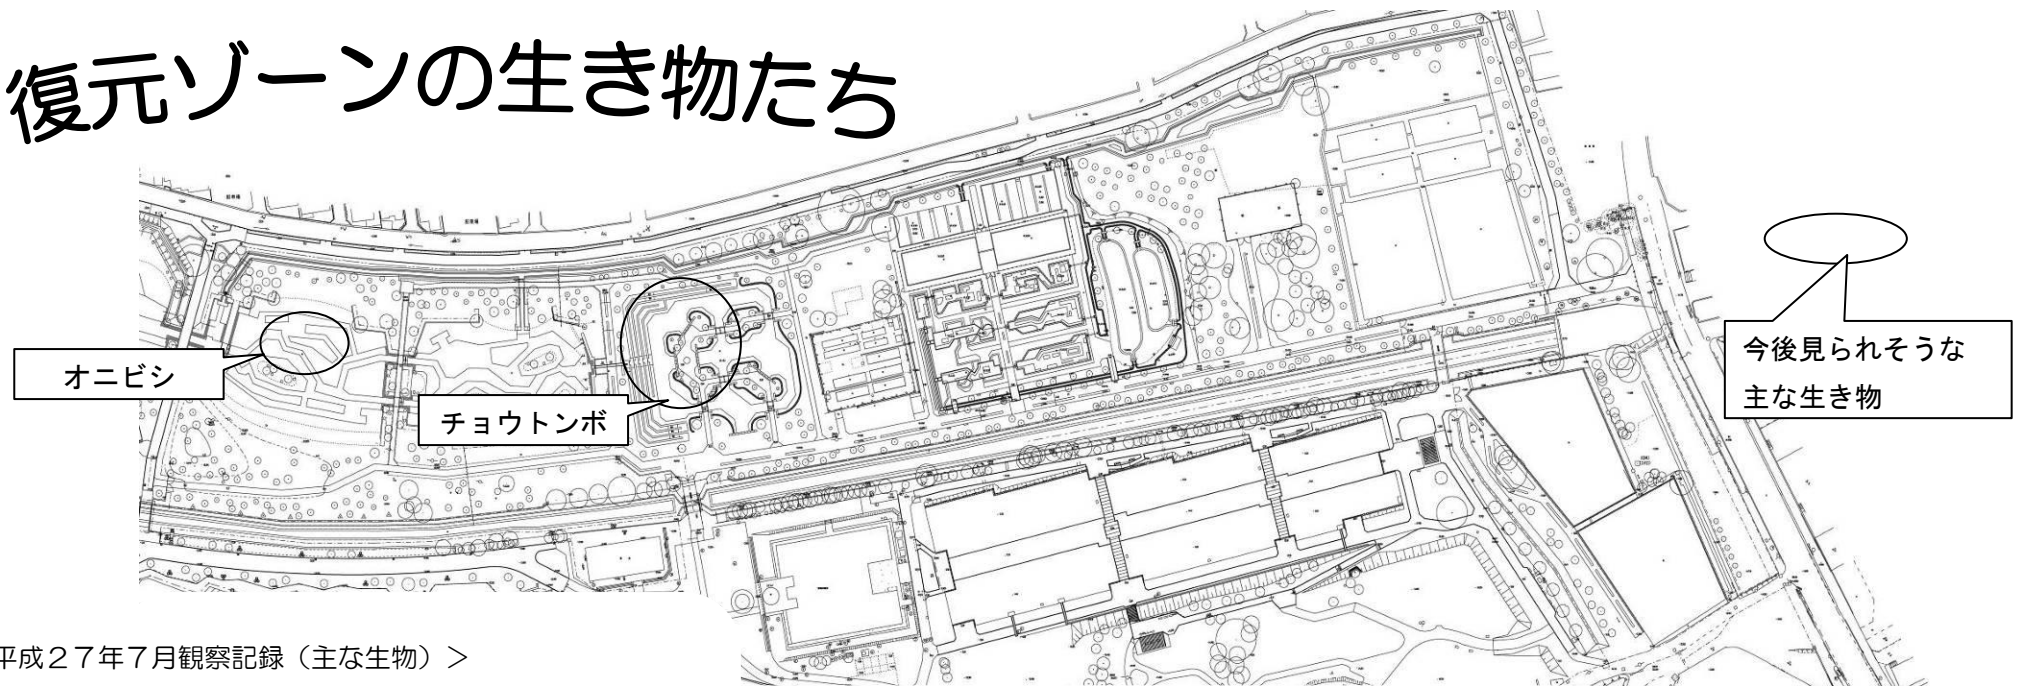 復元ゾーンの生き物たち
オニビシ
チョウトンボ
今後見られそうな
主な生き物
平成２７年７月観察記録（主な生物）＞